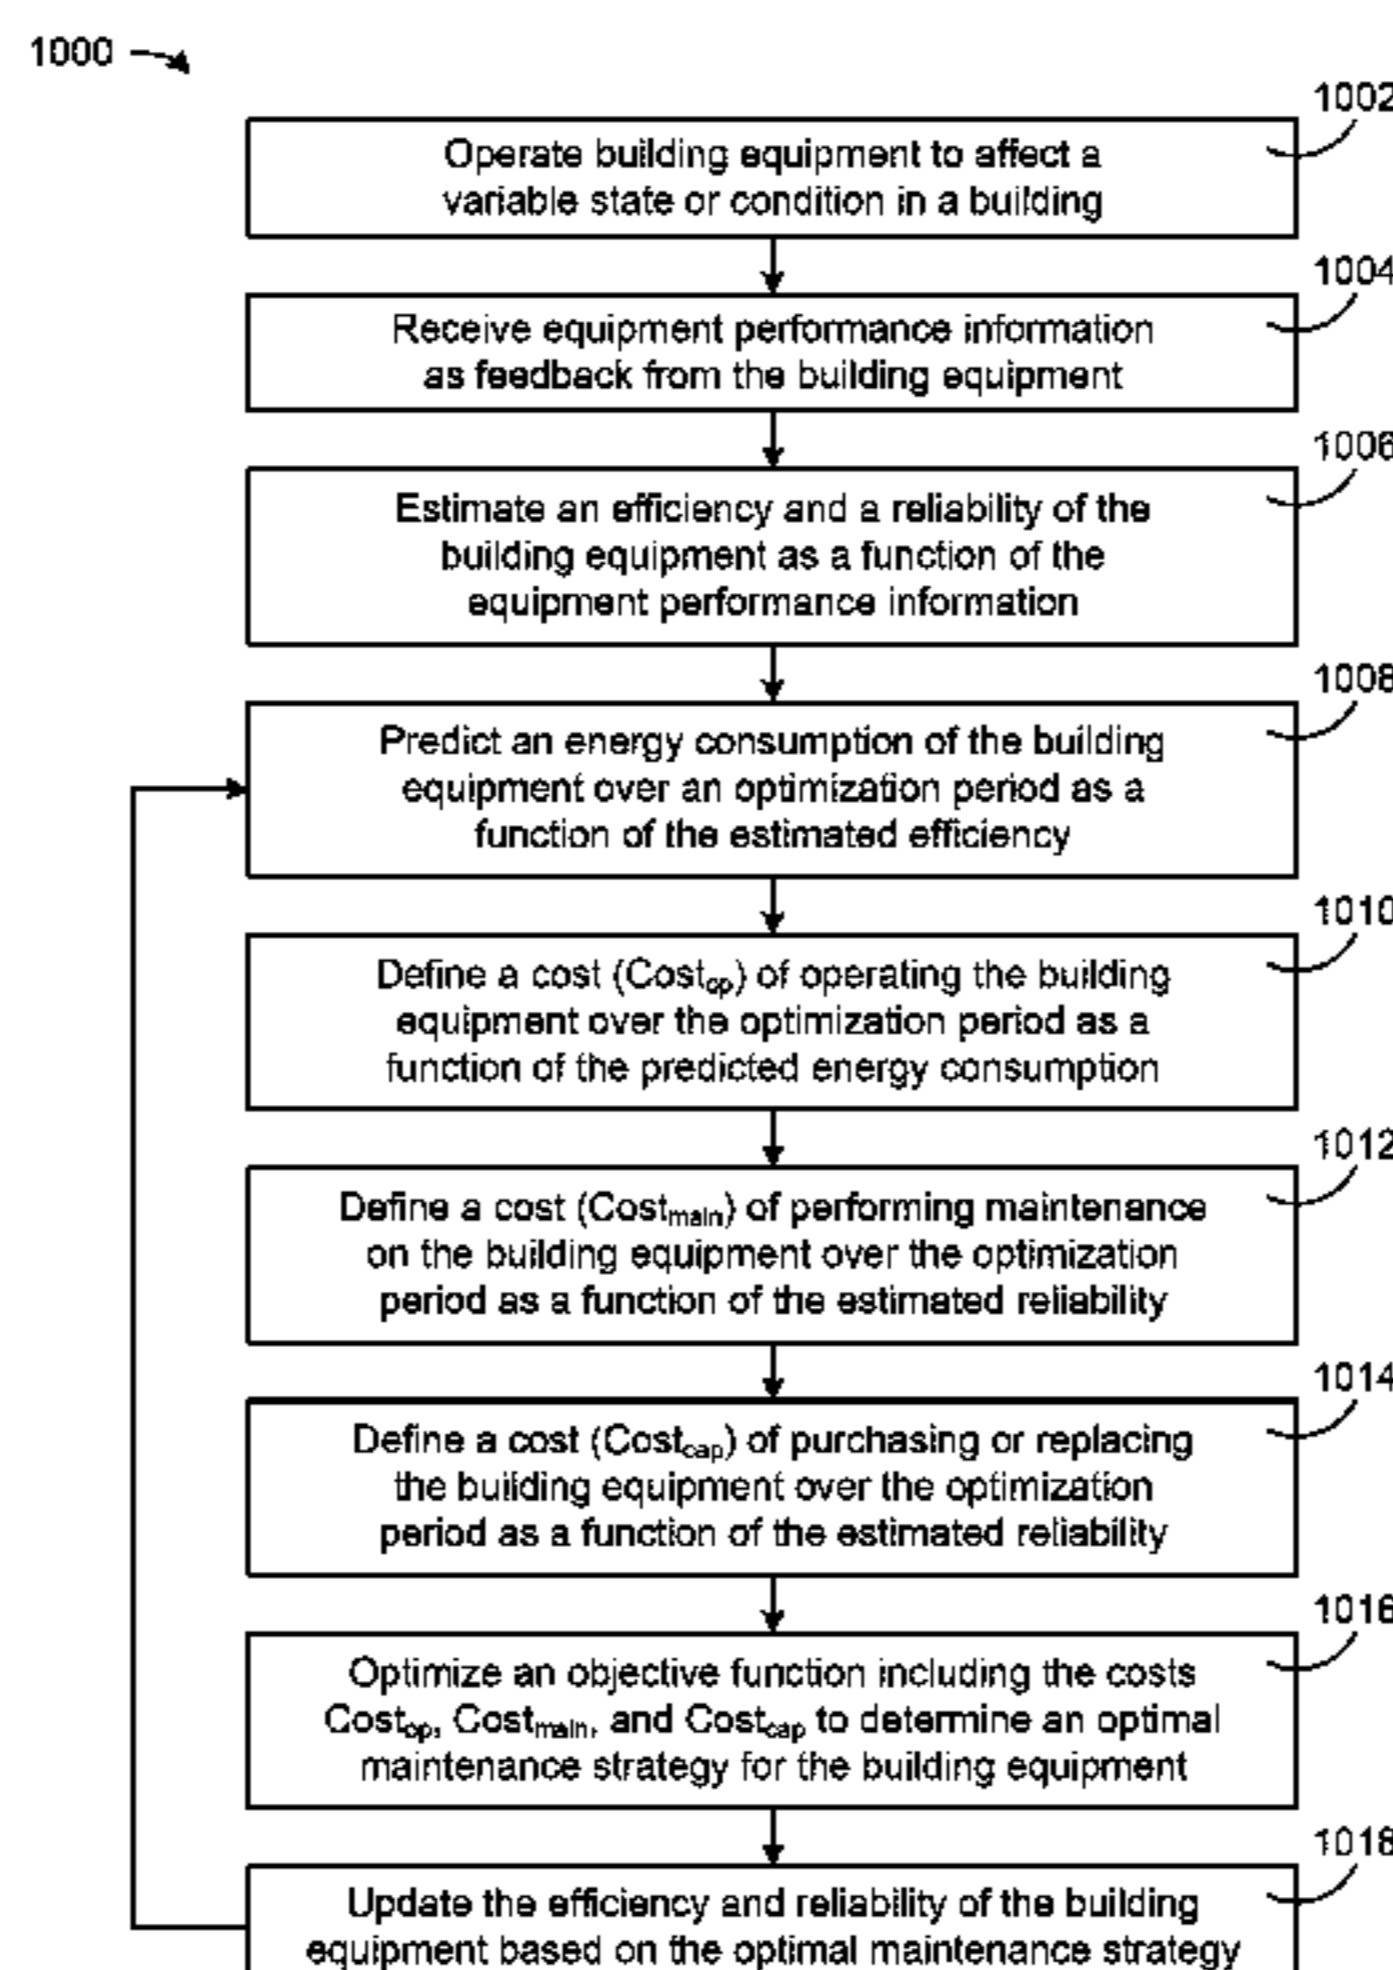 1000
1002
Operate building equipment to affect a
variable state or condition in a building
1004
Receive equipment performance information
as feedback from the building equipment
1006
Estimate an efficiency and a reliability of the
building equipment as a function of the
equipment performance information
1008
Predict an energy consumption of the building
equipment over an optimization period as a
function of the estimated efficiency
1010
Define a cost (Cost_op) of operating the building
equipment over the optimization period as a
function of the predicted energy consumption
1012
Define a cost (Cost_main) of performing maintenance
on the building equipment over the optimization
period as a function of the estimated reliability
1014
Define a cost (Cost_cap) of purchasing or replacing
the building equipment over the optimization
period as a function of the estimated reliability
1016
Optimize an objective function including the costs
Cost_op, Cost_main, and Cost_cap to determine an optimal
maintenance strategy for the building equipment
1018
Update the efficiency and reliability of the building
equipment based on the optimal maintenance strategy